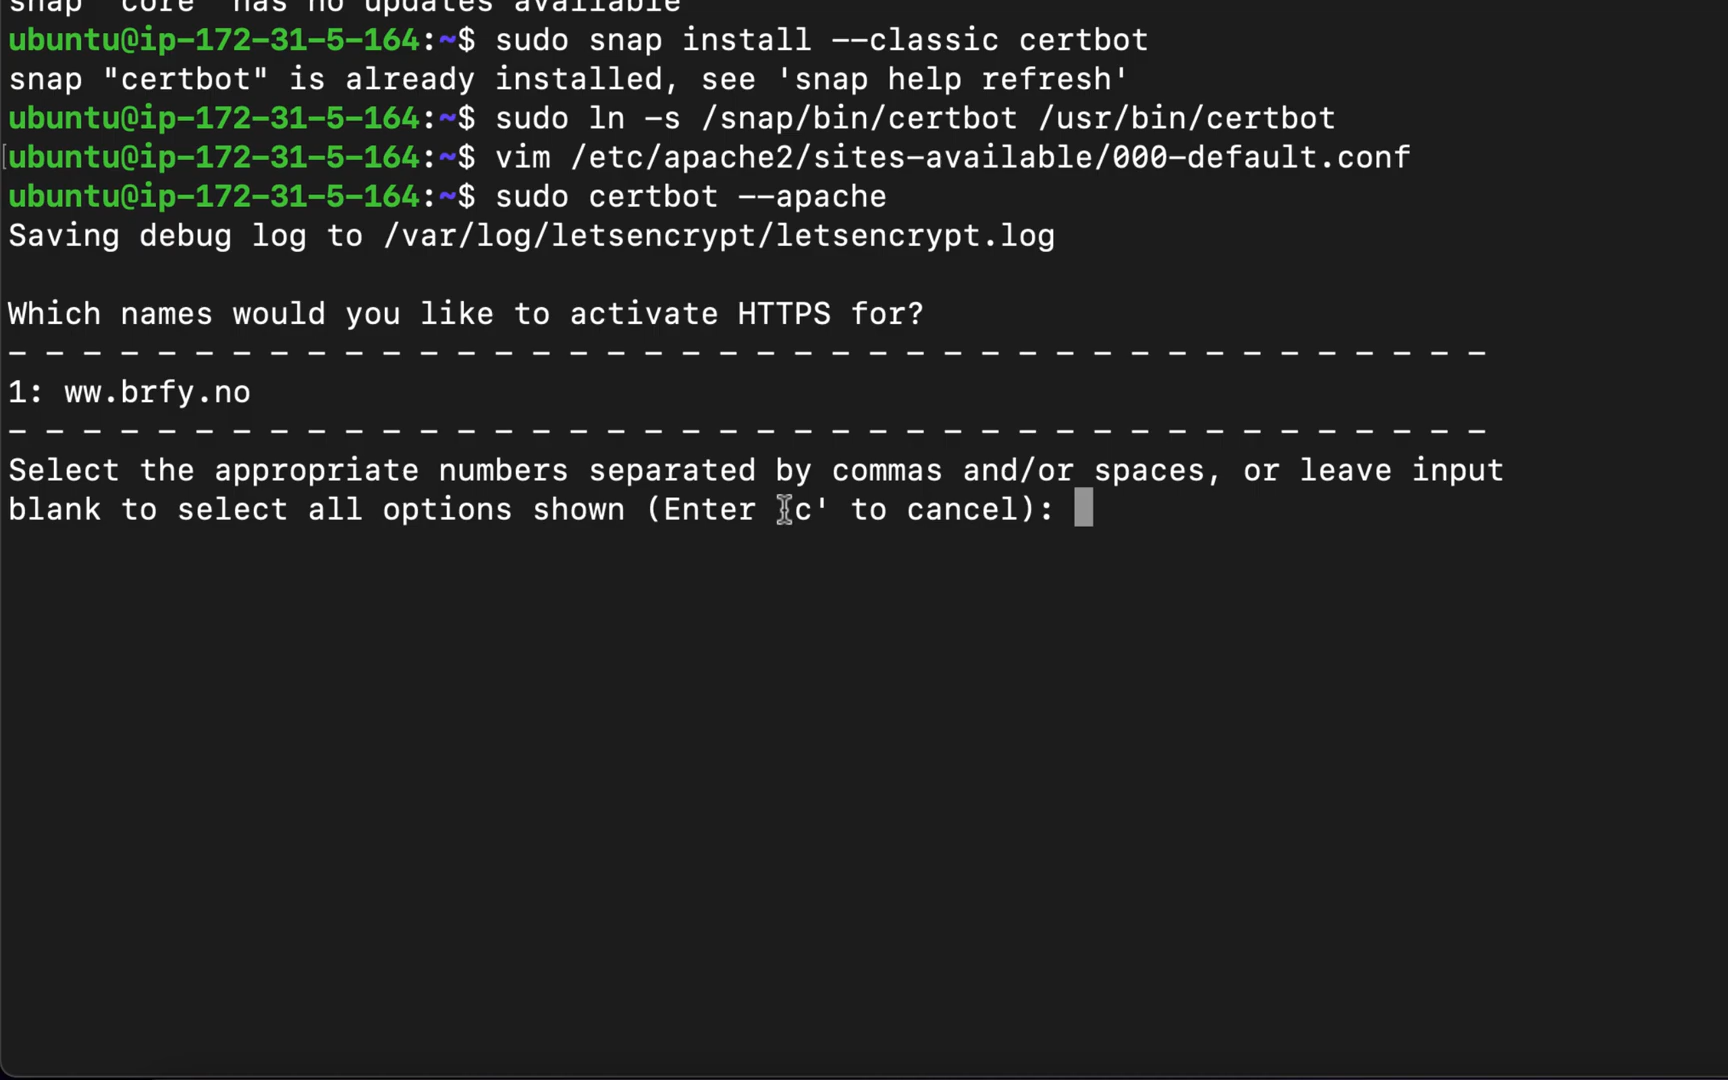 snap "core" has no updates available
ubuntu@ip-172-31-5-164:~$ sudo snap install --classic certbot
snap "certbot" is already installed, see 'snap help refresh'
ubuntu@ip-172-31-5-164:~$ sudo ln -s /snap/bin/certbot /usr/bin/certbot
[ubuntu@ip-172-31-5-164:~$ vim /etc/apache2/sites-available/000-default.conf
ubuntu@ip-172-31-5-164:~$ sudo certbot --apache
Saving debug log to /var/log/letsencrypt/letsencrypt.log
Which names would you like to activate HTTPS for?
- - - - - - - - - - - - - - - - - - - - - - - - - - - - - - - - - - - - - - - -
1: ww.brfy.no
- - - - - - - - - - - - - - - - - - - - - - - - - - - - - - - - - - - - - - - -
Select the appropriate numbers separated by commas and/or spaces, or leave input
blank to select all options shown (Enter 'c' to cancel):